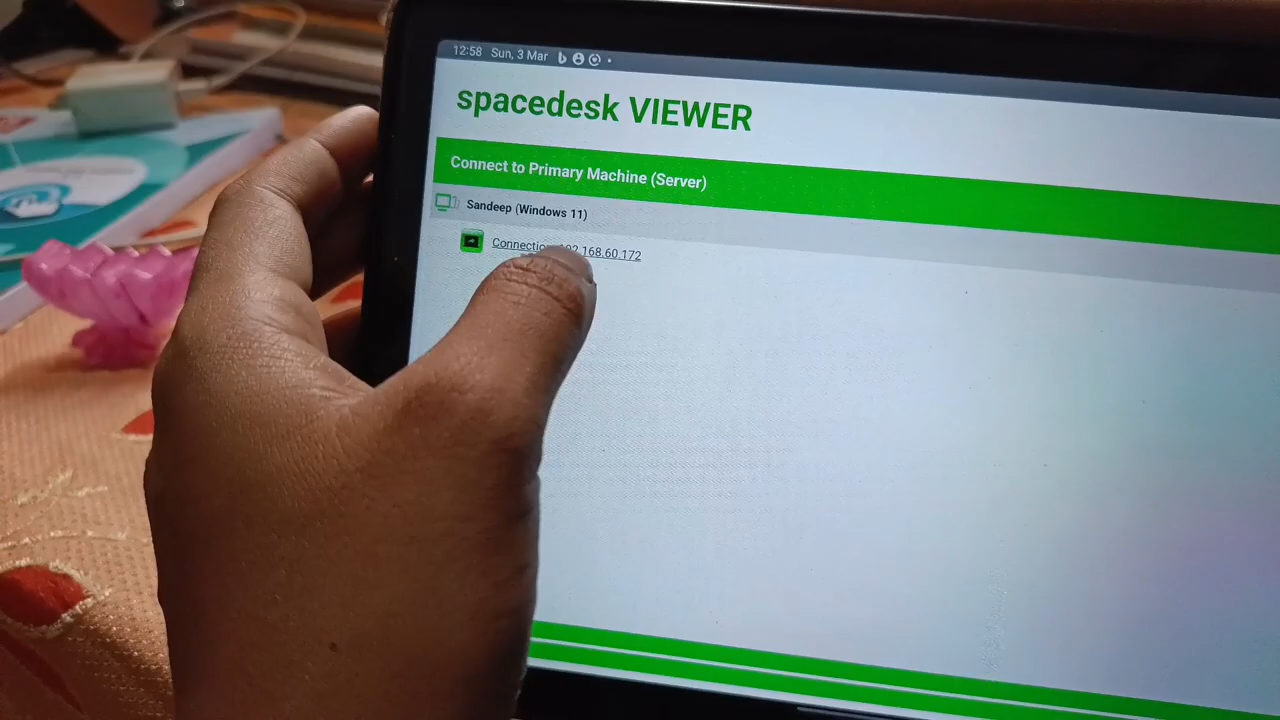 12:58 Sun, 3 Mar
spacedesk VIEWER
Connect to Primary Machine (Server)
Sandeep (Windows 11)
.168.60.172